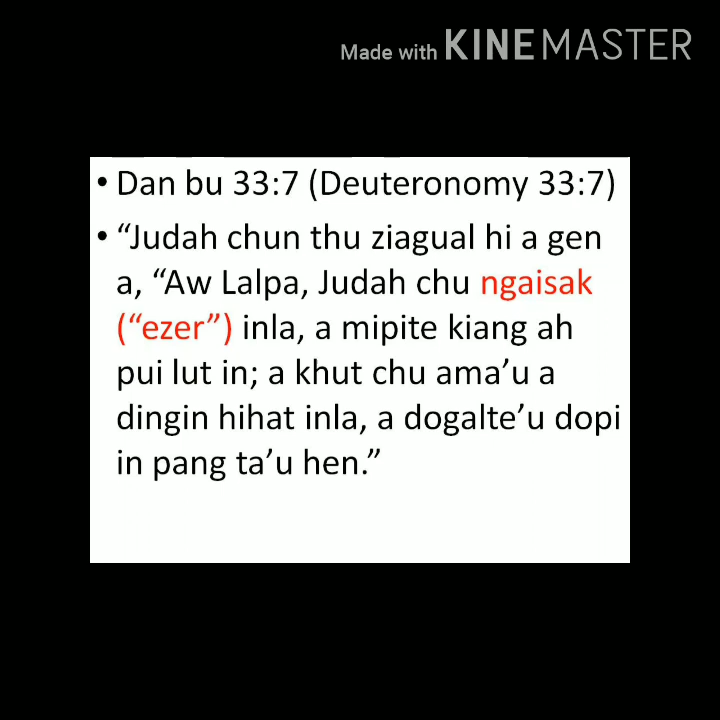 Made with KINEMASTER
• Dan bu 33:7 (Deuteronomy 33:7)
• “Judah chun thu ziagual hi a gen
a, “Aw Lalpa, Judah chu ngaisak
(“ezer”) inla, a mipite kiang ah
pui lut in; a khut chu ama’u a
dingin hihat inla, a dogalte’u dopi
in pang ta’u hen.”